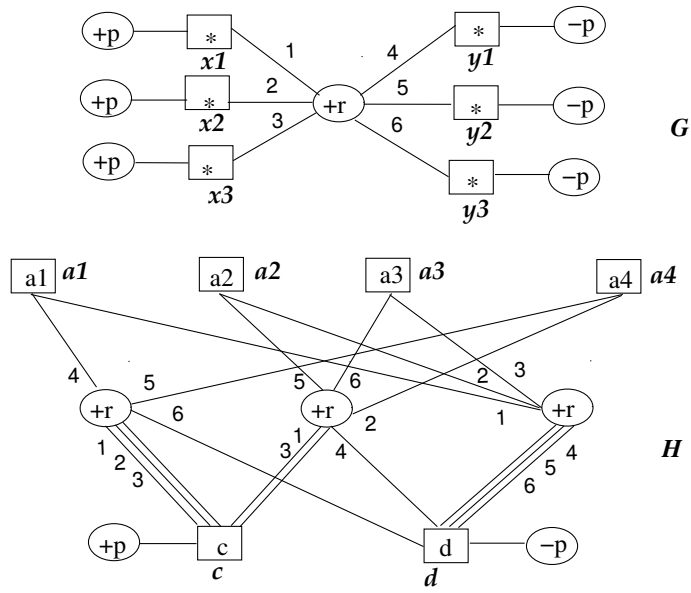 +p * 1 4 * −p
x1 y1
+p * 2 +r 5 * −p
x2 y2 G
+p * 3 6 * −p
x3 y3
a1 a1 a2 a2 a3 a3 a4 a4
4 5 5 6 2 3
+r 6 +r 2 1 +r
1 2 3 3 1 4 6 5 4 H
+p c d −p
c d